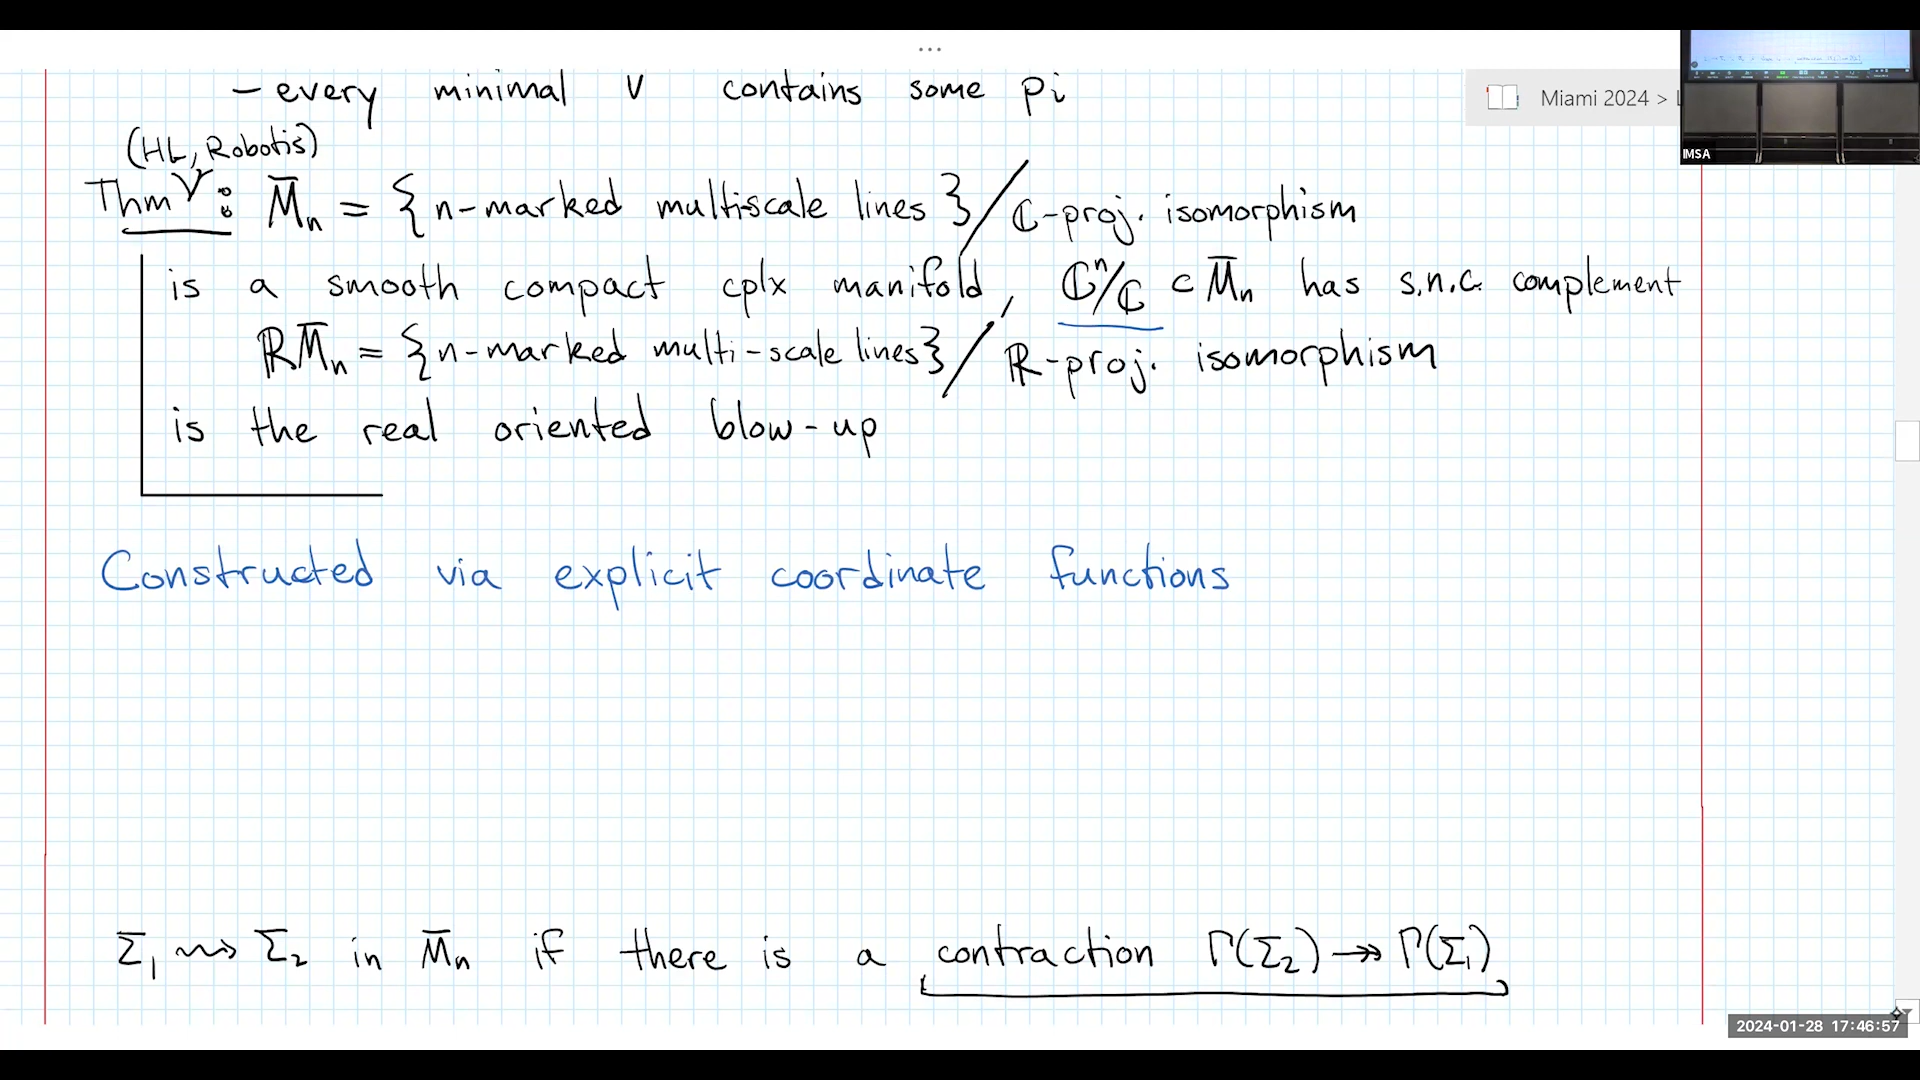 ...
– every minimal v contains some pi
Miami 2024 >
IMSA
(HL, Robotis)
Thm : M̄n = {n-marked multiscale lines} / ℂ-proj. isomorphism
is a smooth compact cplx manifold, ℂⁿ/ℂ ⊂ M̄n has s.n.c. complement
ℝM̄n = {n-marked multi-scale lines} / ℝ-proj. isomorphism
is the real oriented blow-up
Constructed via explicit coordinate functions
Σ₁ ⇝ Σ₂ in M̄n if there is a contraction Γ(Σ₂) ↠ Γ(Σ₁)
2024-01-28 17:46:57